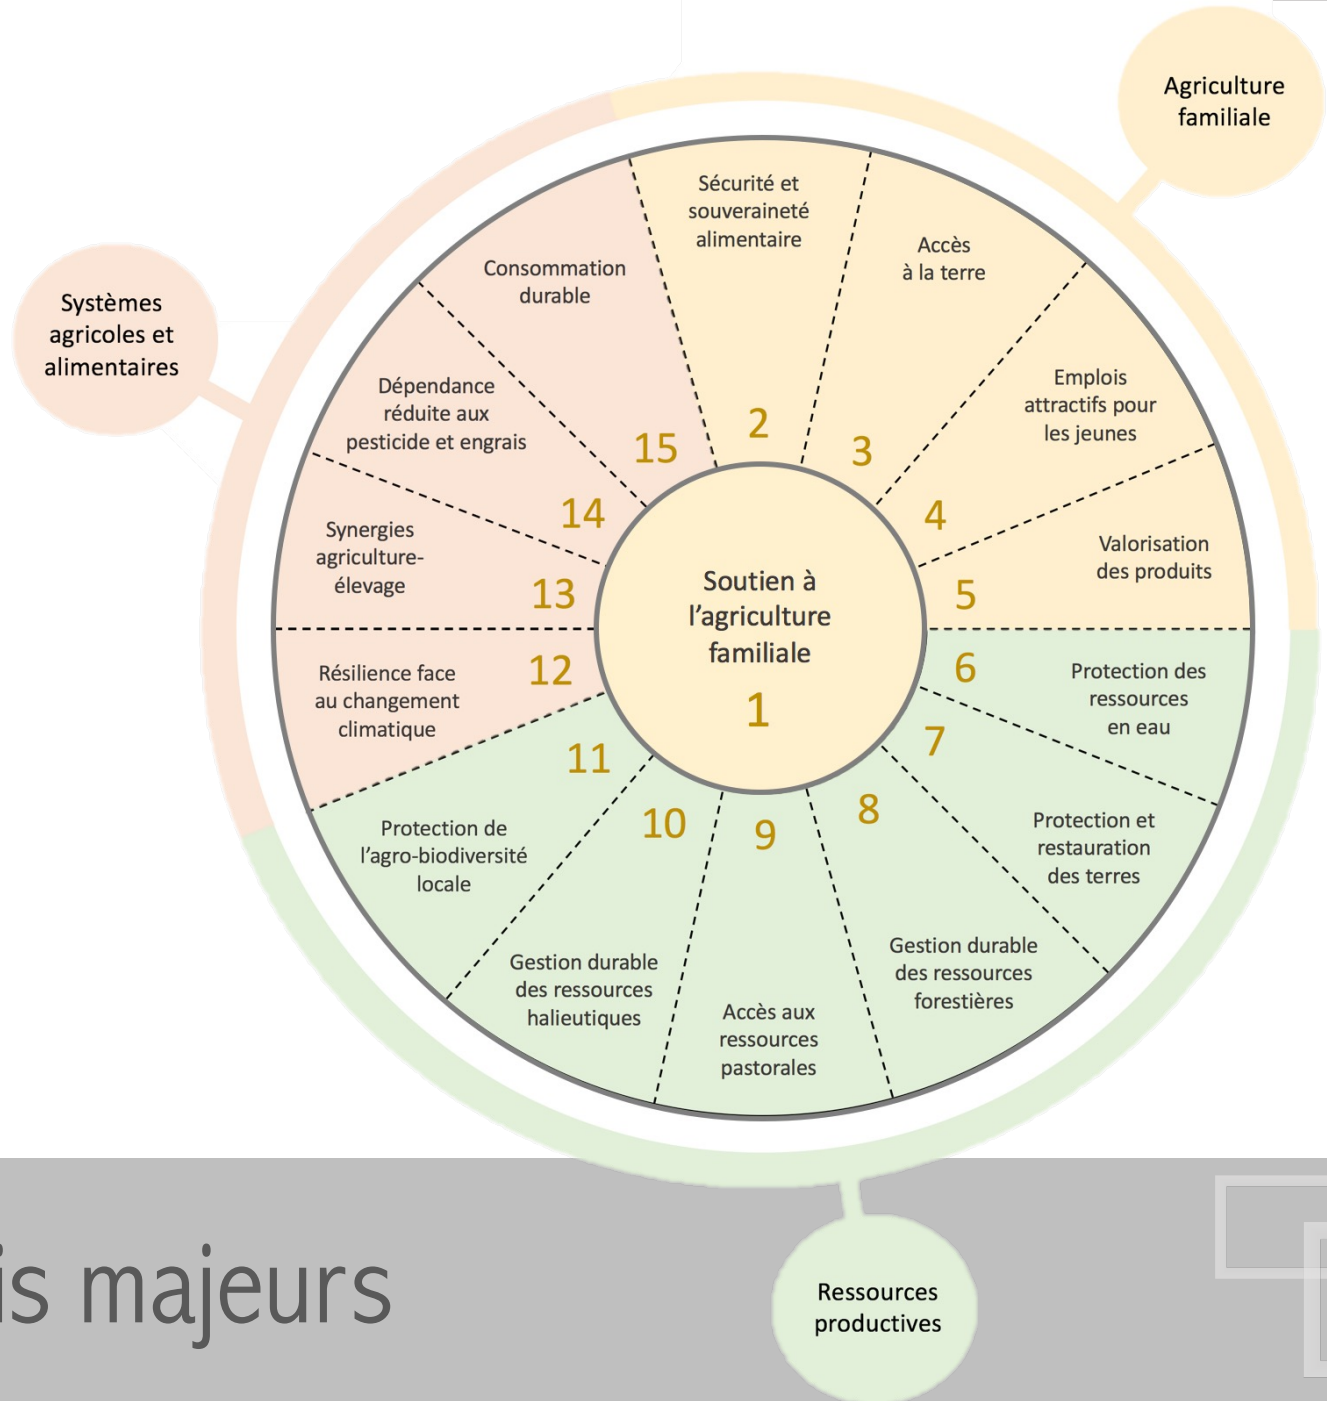 Agriculture
familiale
Systèmes
agricoles et
alimentaires
Soutien à
l'agriculture
familiale
1
Sécurité et
souveraineté
alimentaire
2
Accès
à la terre
3
Emplois
attractifs pour
les jeunes
4
Valorisation
des produits
5
6
Protection des
ressources
en eau
7
Protection et
restauration
des terres
8
Gestion durable
des ressources
forestières
9
Accès aux
ressources
pastorales
10
Gestion durable
des ressources
halieutiques
11
Protection de
l'agro-biodiversité
locale
12
Résilience face
au changement
climatique
Synergies
agriculture-
élevage
13
Dépendance
réduite aux
pesticide et engrais
14
Consommation
durable
15
Ressources
productives
is majeurs